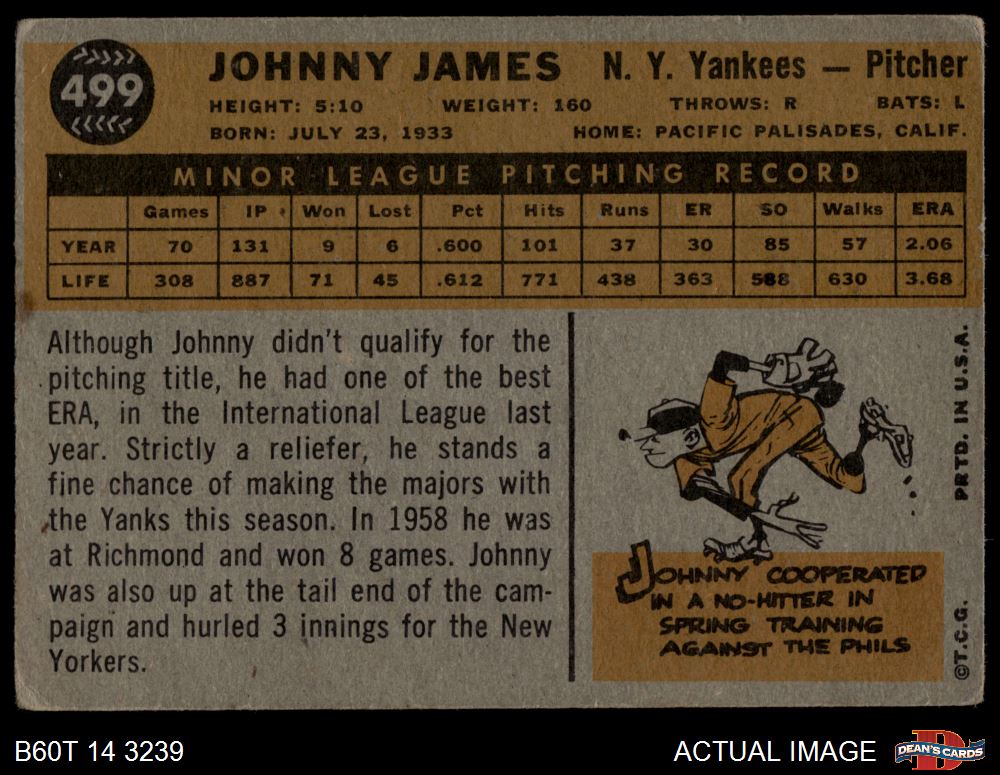 499
JOHNNY JAMES N. Y. Yankees — Pitcher
HEIGHT: 5:10 WEIGHT: 160 THROWS: R BATS: L
BORN: JULY 23, 1933 HOME: PACIFIC PALISADES, CALIF.
MINOR LEAGUE PITCHING RECORD
Games IP Won Lost Pct Hits Runs ER SO Walks ERA
YEAR 70 131 9 6 .600 101 37 30 85 57 2.06
LIFE 308 887 71 45 .612 771 438 363 588 630 3.68
Although Johnny didn't qualify for the
pitching title, he had one of the best
ERA, in the International League last
year. Strictly a reliefer, he stands a
fine chance of making the majors with
the Yanks this season. In 1958 he was
at Richmond and won 8 games. Johnny
was also up at the tail end of the cam-
paign and hurled 3 innings for the New
Yorkers.
JOHNNY COOPERATED
IN A NO-HITTER IN
SPRING TRAINING
AGAINST THE PHILS
©T.C.G. PRTD. IN U.S.A.
B60T 14 3239
ACTUAL IMAGE
DEAN'S CARDS